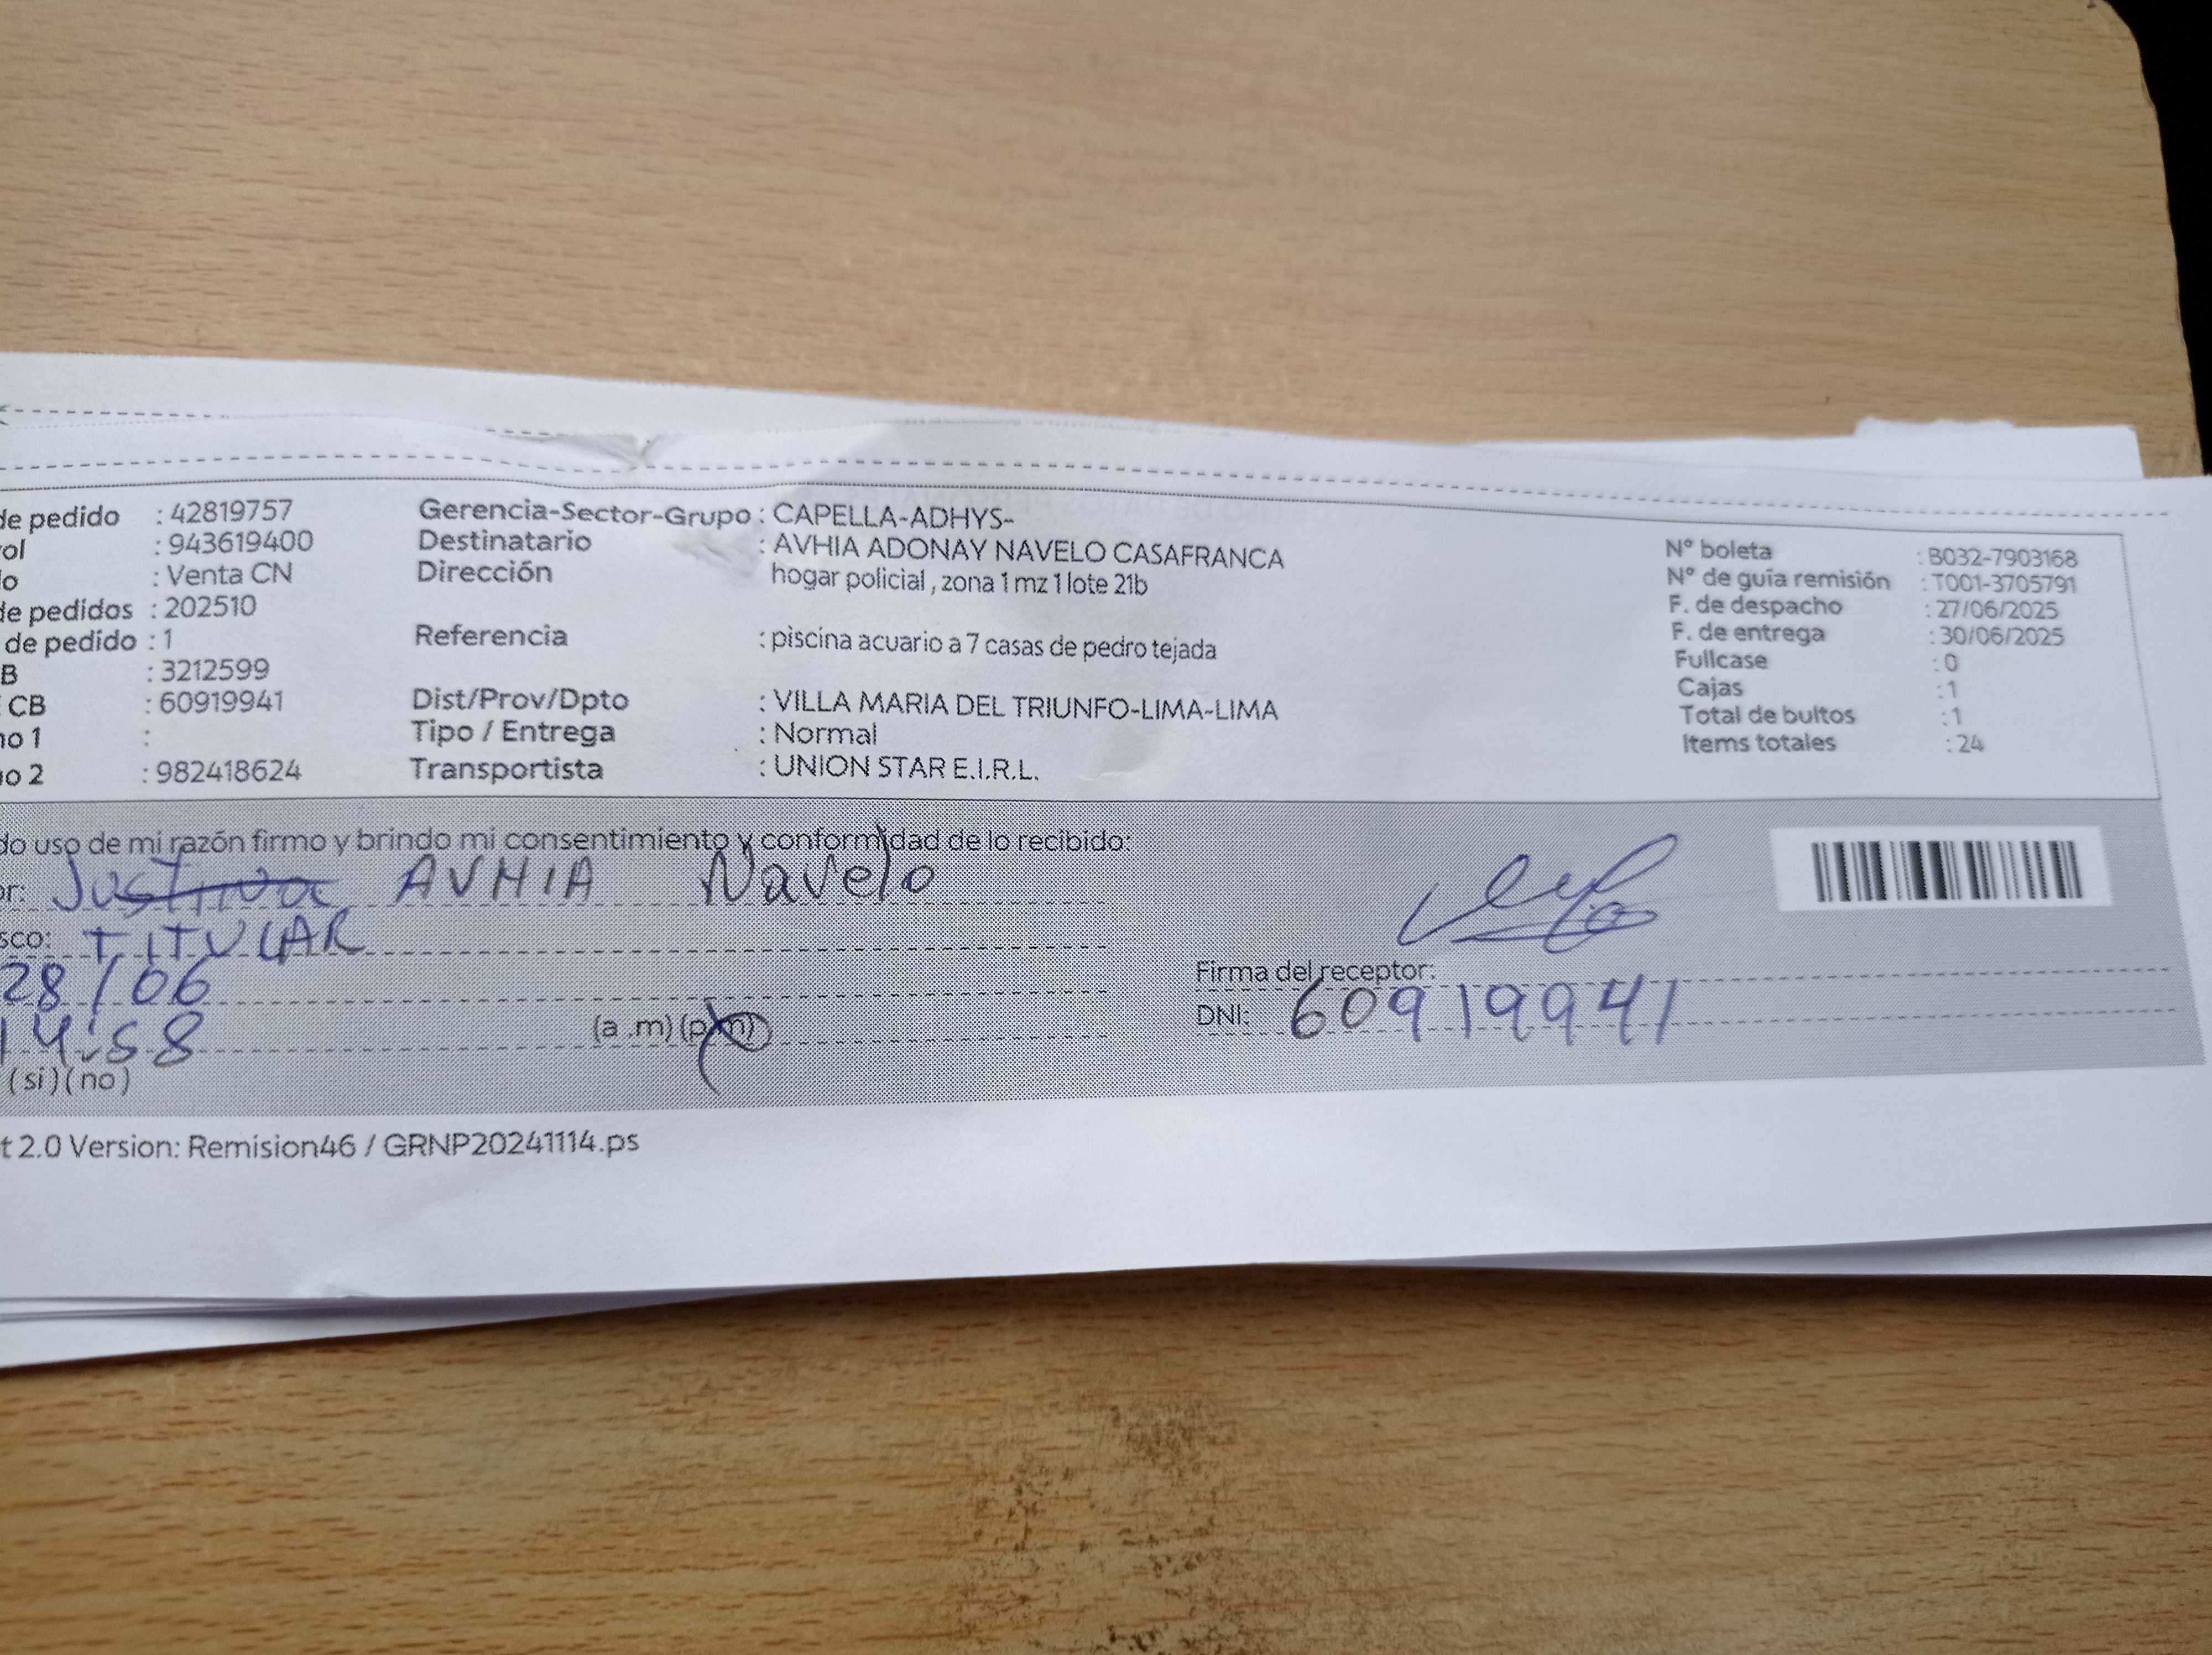 de pedido : 42819757 Gerencia-Sector-Grupo : CAPELLA-ADHYS-
rol : 943619400 Destinatario : AVHIA ADONAY NAVELO CASAFRANCA Nº boleta : B032-7903168
do : Venta CN Dirección hogar policial , zona 1 mz 1 lote 21b Nº de guia remisión : T001-3705791
de pedidos : 202510 F. de despacho : 27/06/2025
de pedido : 1 Referencia : piscina acuario a 7 casas de pedro tejada F. de entrega : 30/06/2025
B : 3212599 Fullcase : 0
CB : 60919941 Dist/Prov/Dpto : VILLA MARIA DEL TRIUNFO-LIMA-LIMA Cajas : 1
no 1 : Tipo / Entrega : Normal Total de bultos : 1
no 2 : 982418624 Transportista : UNION STAR E.I.R.L. Items totales : 24
do uso de mi razón firmo y brindo mi consentimiento y conformidad de lo recibido:
or: AVHIA Navelo
sco: TITULAR
28/06 Firma del receptor:
14:58 (a .m) (p.m) DNI: 60919941
(si) (no)
t 2.0 Version: Remision46 / GRNP20241114.ps